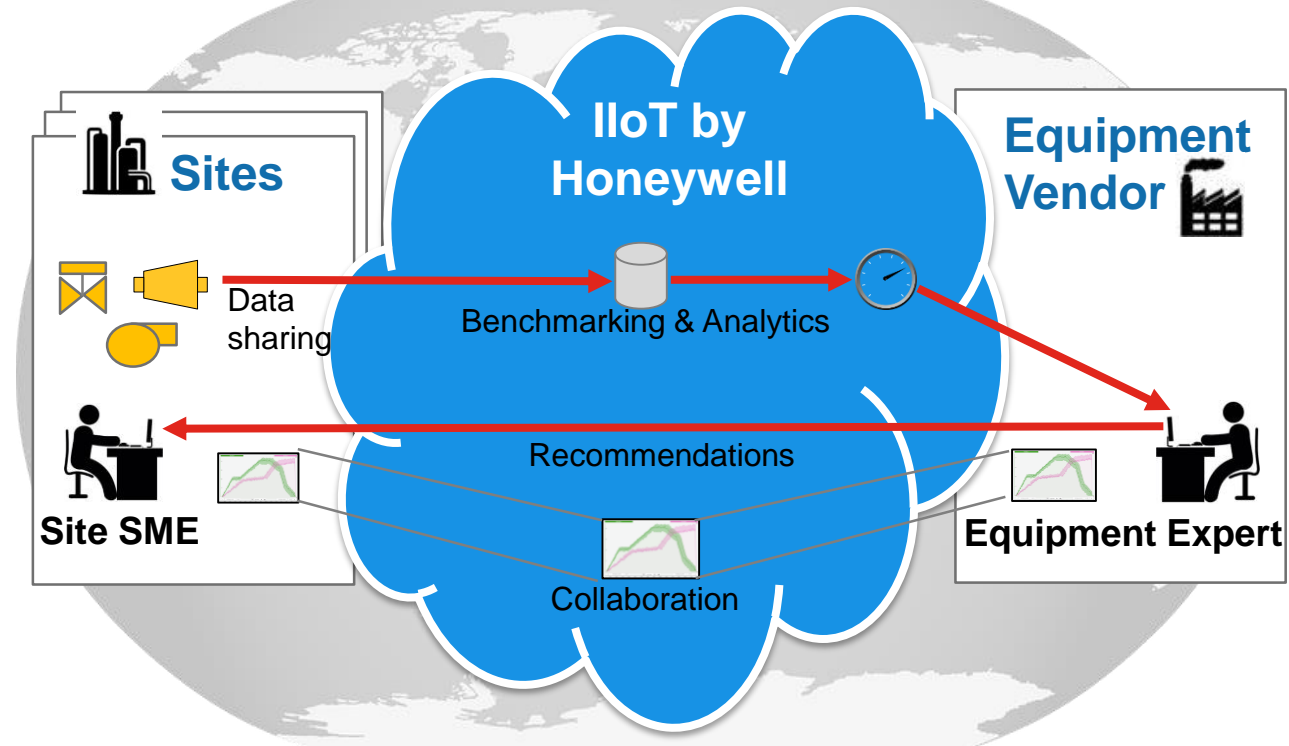 Sites
IIoT by
Honeywell
Equipment
Vendor
Data
sharing
Benchmarking & Analytics
Recommendations
Site SME
Equipment Expert
Collaboration